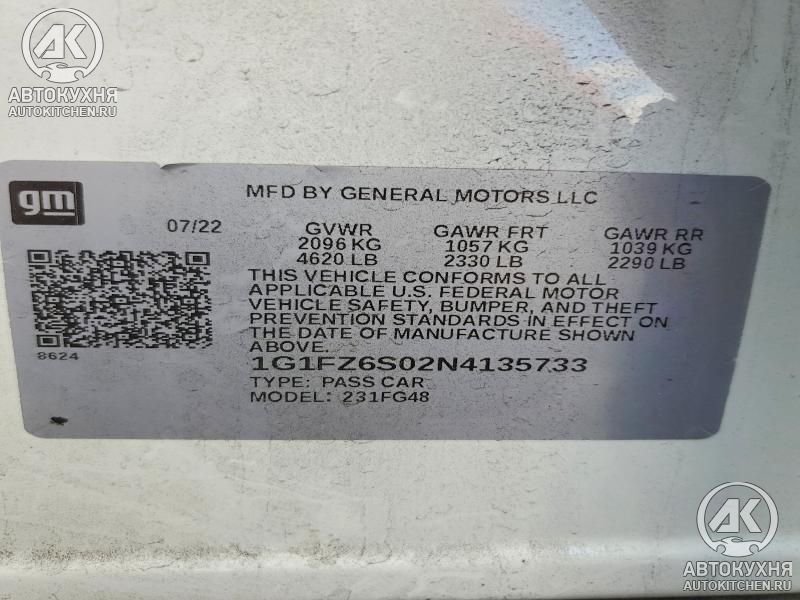 AK
АВТОКУХНЯ
AUTOKITCHEN.RU
gm
MFD BY GENERAL MOTORS LLC
07/22 GVWR GAWR FRT GAWR RR
2096 KG 1057 KG 1039 KG
4620 LB 2330 LB 2290 LB
THIS VEHICLE CONFORMS TO ALL
APPLICABLE U.S. FEDERAL MOTOR
VEHICLE SAFETY, BUMPER, AND THEFT
PREVENTION STANDARDS IN EFFECT ON
THE DATE OF MANUFACTURE SHOWN
ABOVE.
8624
1G1FZ6S02N4135733
TYPE: PASS CAR
MODEL: 231FG48
AK
АВТОКУХНЯ
AUTOKITCHEN.RU